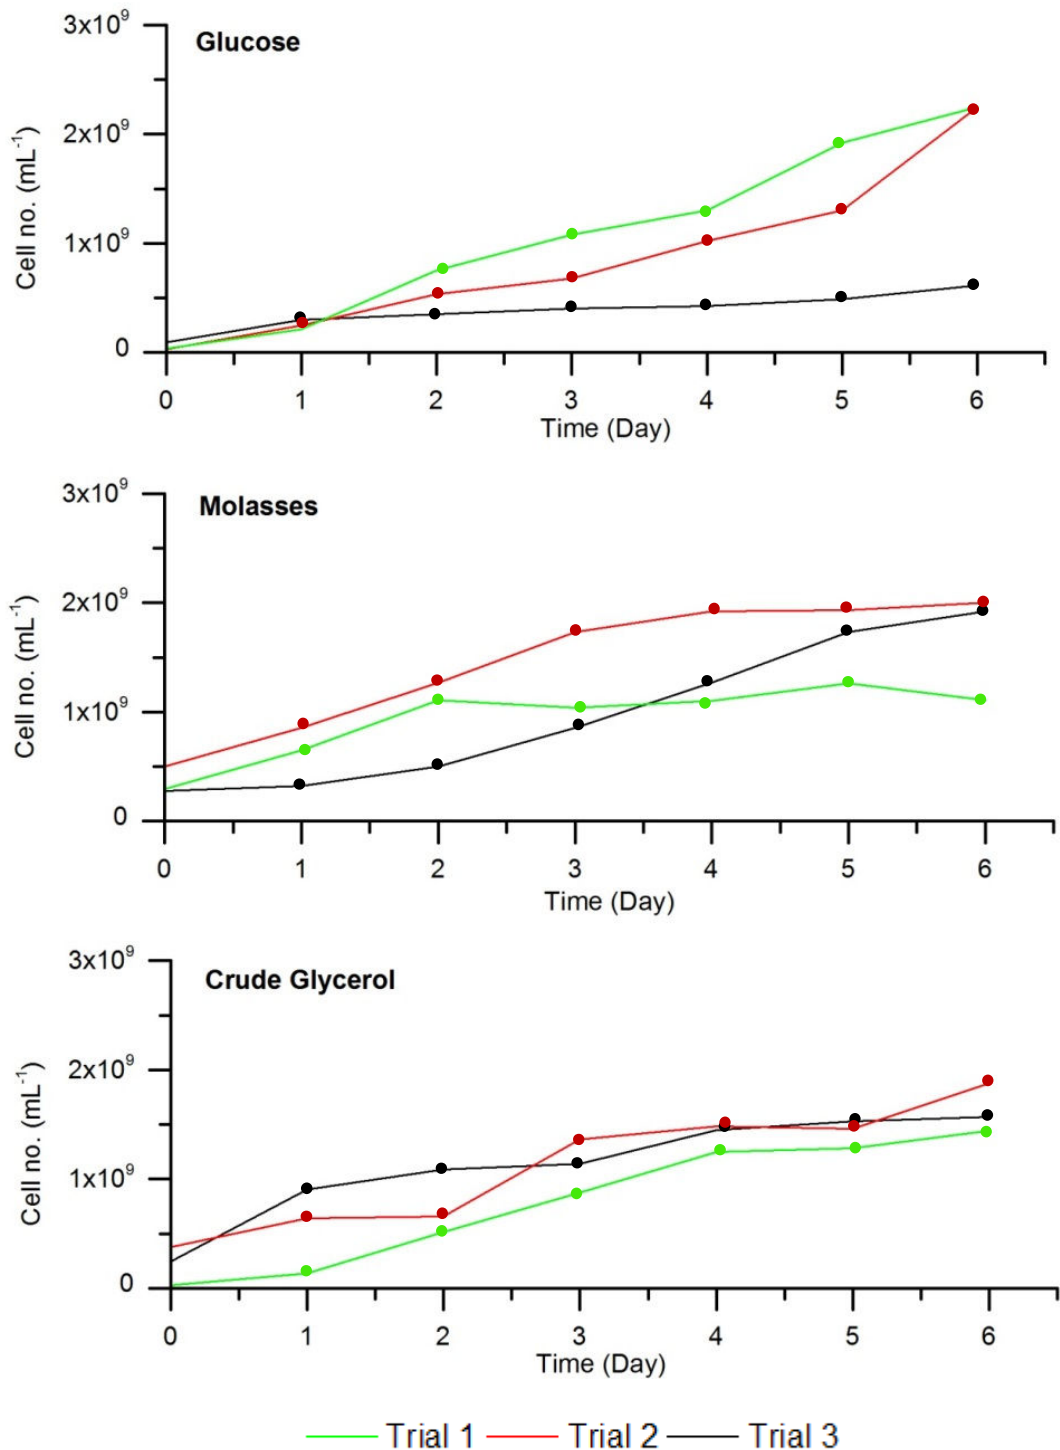 Glucose
3x10⁹
2x10⁹
1x10⁹
0
Cell no. (mL⁻¹)
0 1 2 3 4 5 6
Time (Day)
Molasses
3x10⁹
2x10⁹
1x10⁹
0
Cell no. (mL⁻¹)
0 1 2 3 4 5 6
Time (Day)
Crude Glycerol
3x10⁹
2x10⁹
1x10⁹
0
Cell no. (mL⁻¹)
0 1 2 3 4 5 6
Time (Day)
Trial 1 Trial 2 Trial 3